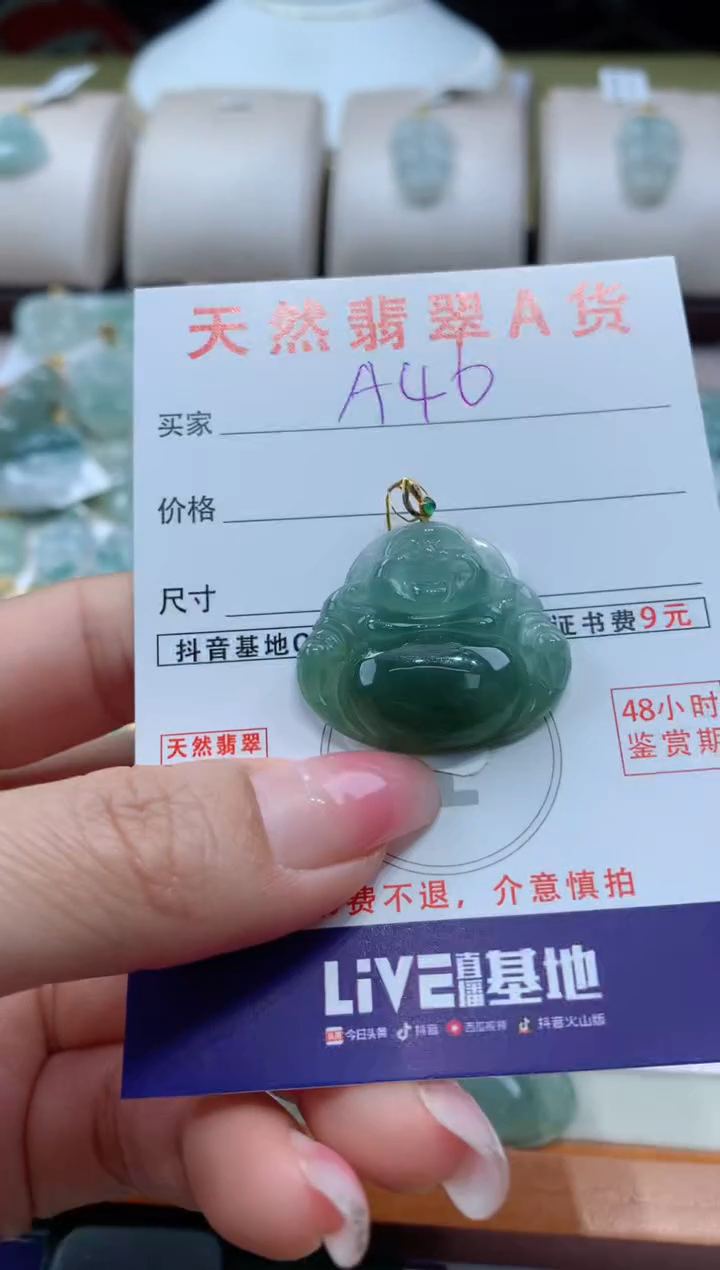 天然翡翠A货
买家 A46
价格
尺寸
抖音基地
证书费9元
天然翡翠
48小时
鉴赏期
费不退，介意慎拍
LiVE直播基地
今日头条 抖音 西瓜视频 抖音火山版